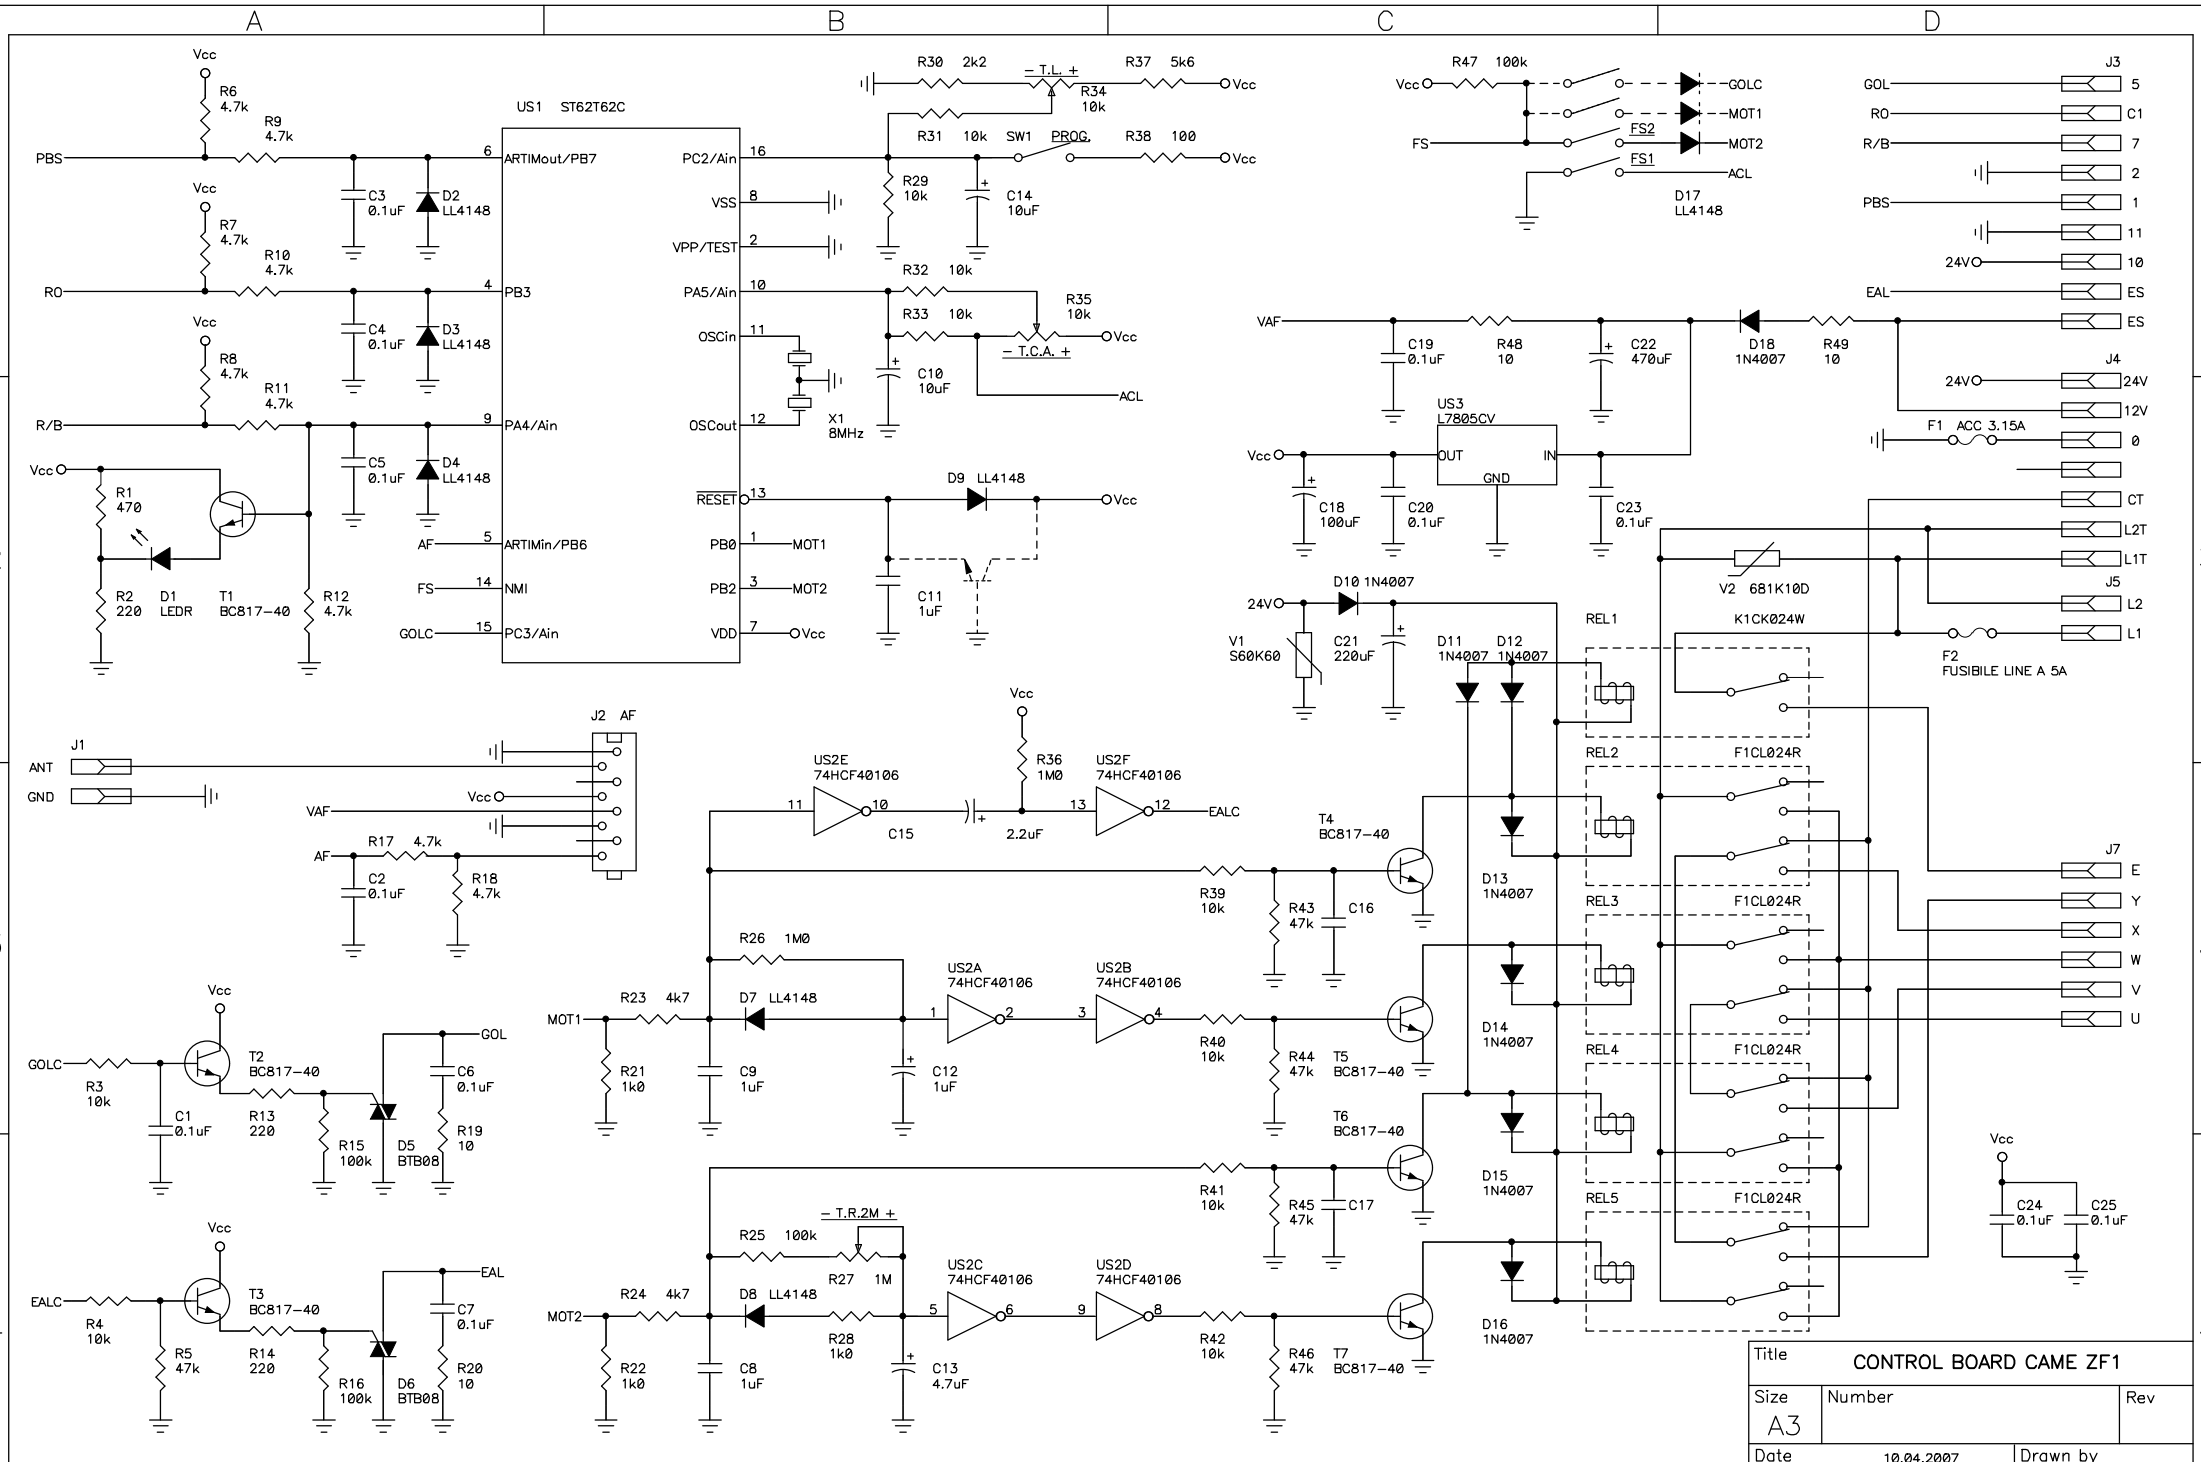 A B C D
Vcc
R6
4.7k
R9
4.7k
PBS
C3
0.1uF
D2
LL4148
Vcc
R7
4.7k
R10
4.7k
RO
C4
0.1uF
D3
LL4148
Vcc
R8
4.7k
R11
4.7k
R/B
C5
0.1uF
D4
LL4148
Vcc
R1
470
R2
220
D1
LEDR
T1
BC817-40
R12
4.7k
US1 ST62T62C
6 ARTIMout/PB7
4 PB3
9 PA4/Ain
AF 5 ARTIMin/PB6
FS 14 NMI
GOLC 15 PC3/Ain
PC2/Ain 16
VSS 8
VPP/TEST 2
PA5/Ain 10
OSCin 11
OSCout 12
RESET 13
PB0 1 MOT1
PB2 3 MOT2
VDD 7 Vcc
R30 2k2
- T.L. +
R34
10k
R37 5k6
Vcc
R31 10k
SW1 PROG.
R38 100
Vcc
R29
10k
C14
10uF
R32 10k
R33 10k
R35
10k
Vcc
- T.C.A. +
C10
10uF
ACL
X1
8MHz
D9 LL4148
Vcc
C11
1uF
R47 100k
Vcc
GOLC
MOT1
FS
FS2
MOT2
FS1
ACL
D17
LL4148
VAF
C19
0.1uF
R48
10
C22
470uF
D18
1N4007
R49
10
US3
L7805CV
Vcc
OUT IN
GND
C18
100uF
C20
0.1uF
C23
0.1uF
24V
D10 1N4007
V1
S60K60
C21
220uF
D11
1N4007
D12
1N4007
J3
GOL 5
RO C1
R/B 7
2
PBS 1
11
24V 10
EAL ES
ES
J4
24V 24V
12V
F1 ACC 3.15A
0
CT
L2T
L1T
V2 681K10D
J5
L2
L1
F2
FUSIBILE LINE A 5A
REL1 K1CK024W
REL2 F1CL024R
REL3 F1CL024R
REL4 F1CL024R
REL5 F1CL024R
J7
E
Y
X
W
V
U
J1
ANT
GND
J2 AF
Vcc
VAF
AF
R17 4.7k
C2
0.1uF
R18
4.7k
US2E
74HCF40106
11 10
C15
2.2uF
Vcc
R36
1M0
US2F
74HCF40106
13 12
EALC
T4
BC817-40
R39
10k
R43
47k
C16
D13
1N4007
R26 1M0
MOT1
R23 4k7
D7 LL4148
R21
1k0
C9
1uF
C12
1uF
US2A
74HCF40106
1 2
US2B
74HCF40106
3 4
R40
10k
R44
47k
T5
BC817-40
D14
1N4007
T6
BC817-40
R41
10k
R45
47k
C17
D15
1N4007
- T.R.2M +
R25 100k
R27 1M
MOT2
R24 4k7
D8 LL4148
R28
1k0
R22
1k0
C8
1uF
C13
4.7uF
US2C
74HCF40106
5 6
US2D
74HCF40106
9 8
R42
10k
R46
47k
T7
BC817-40
D16
1N4007
Vcc
GOLC
R3
10k
C1
0.1uF
T2
BC817-40
R13
220
R15
100k
D5
BTB08
GOL
C6
0.1uF
R19
10
Vcc
EALC
R4
10k
R5
47k
T3
BC817-40
R14
220
R16
100k
D6
BTB08
EAL
C7
0.1uF
R20
10
Vcc
C24
0.1uF
C25
0.1uF
Title
CONTROL BOARD CAME ZF1
Size Number Rev
A3
Date 10.04.2007 Drawn by